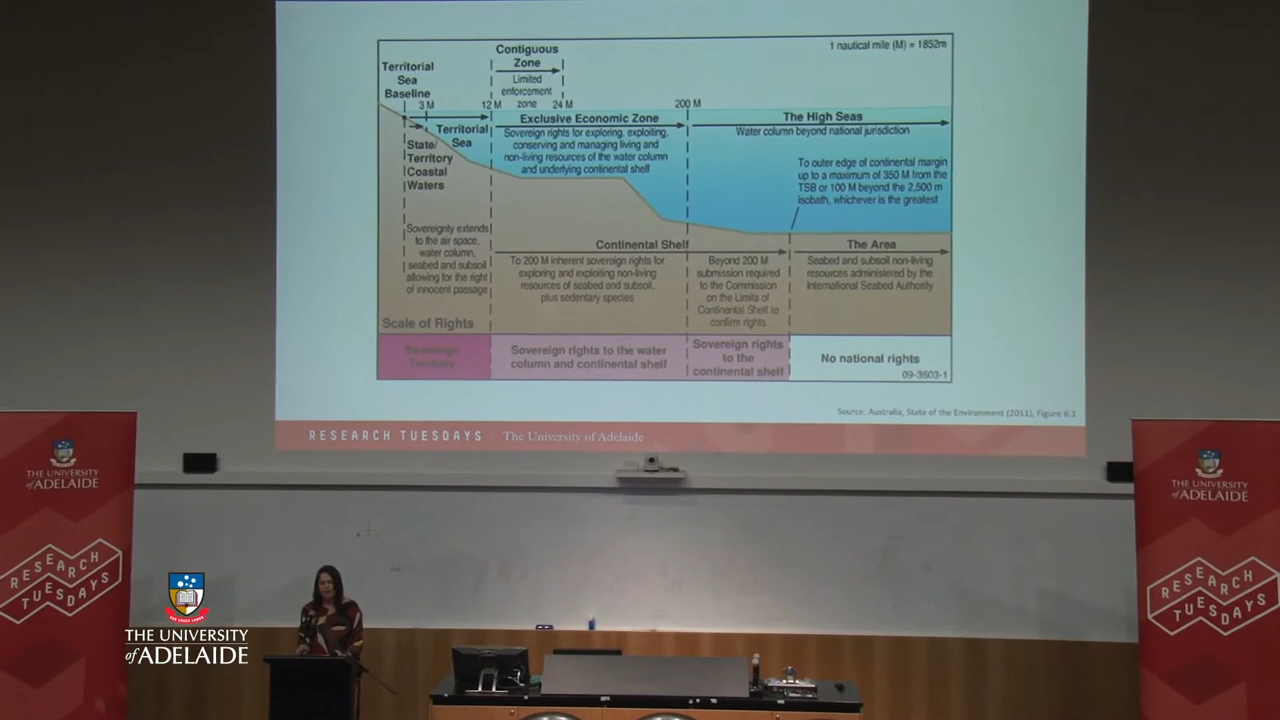 Contiguous
Zone
1 nautical mile (M) = 1852m
Territorial
Sea
Baseline
Limited
enforcement
zone
3 M
12 M
24 M
200 M
Exclusive Economic Zone
The High Seas
Territorial
Sea
Sovereign rights for exploring, exploiting,
conserving and managing living and
non-living resources of the water column
and underlying continental shelf
Water column beyond national jurisdiction
State/
Territory
Coastal
Waters
To outer edge of continental margin
up to a maximum of 350 M from the
TSB or 100 M beyond the 2,500 m
isobath, whichever is the greatest
Sovereignty extends
to the air space,
water column,
seabed and subsoil
allowing for the right
of innocent passage
Continental Shelf
The Area
To 200 M inherent sovereign rights for
exploring and exploiting non-living
resources of seabed and subsoil,
plus sedentary species
Beyond 200 M
submission required
to the Commission
on the Limits of
Continental Shelf to
confirm rights
Seabed and subsoil non-living
resources administered by the
International Seabed Authority
Scale of Rights
Sovereign
Territory
Sovereign rights to the water
column and continental shelf
Sovereign rights
to the
continental shelf
No national rights
09-3603-1
Source: Australia, State of the Environment (2011), Figure 6.1
RESEARCH TUESDAYS | The University of Adelaide
THE UNIVERSITY
of ADELAIDE
RESEARCH
TUESDAYS
THE UNIVERSITY
of ADELAIDE
THE UNIVERSITY
of ADELAIDE
RESEARCH
TUESDAYS